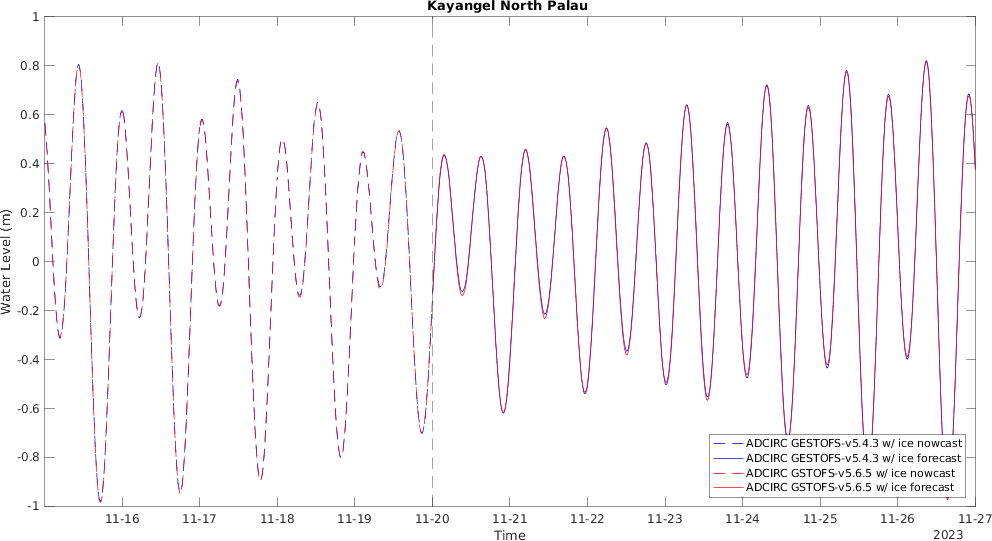 Kayangel North Palau
Water Level (m)
1
0.8
0.6
0.4
0.2
0
-0.2
-0.4
-0.6
-0.8
-1
ADCIRC GESTOFS-v5.4.3 w/ ice nowcast
ADCIRC GESTOFS-v5.4.3 w/ ice forecast
ADCIRC GSTOFS-v5.6.5 w/ ice nowcast
ADCIRC GSTOFS-v5.6.5 w/ ice forecast
11-16 11-17 11-18 11-19 11-20 11-21 11-22 11-23 11-24 11-25 11-26 11-27
Time
2023